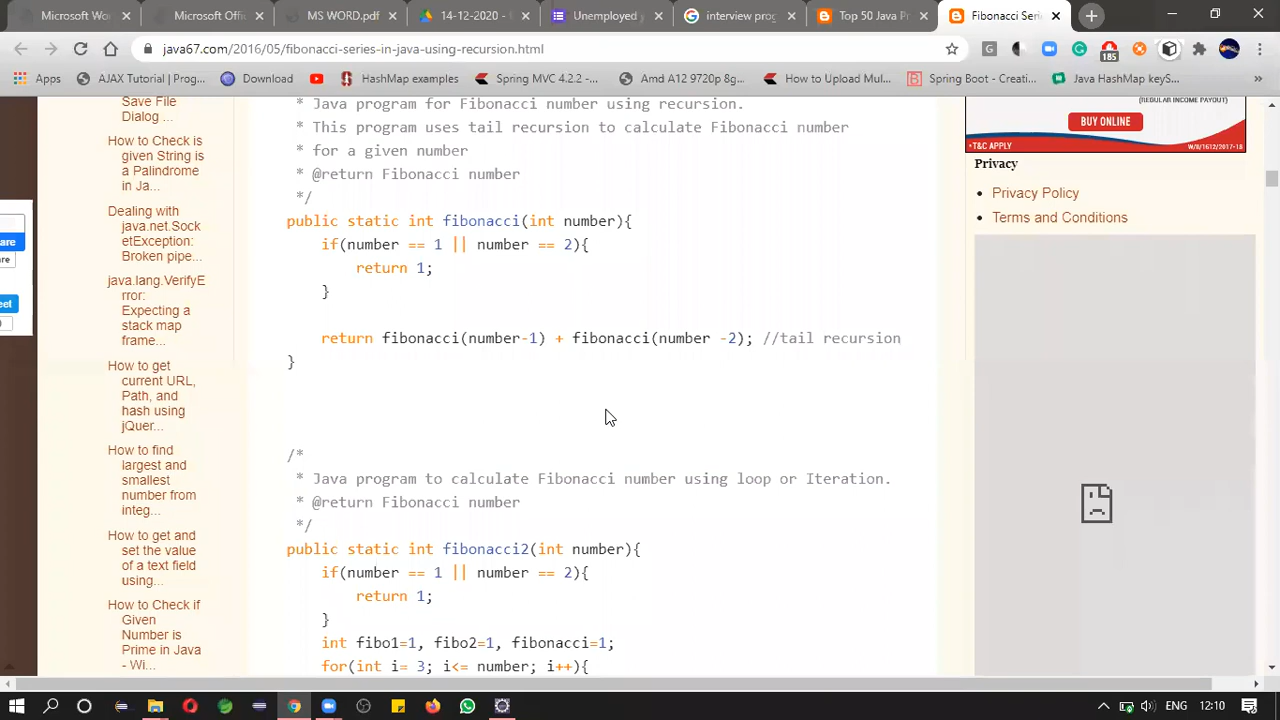 Microsoft Of
Microsoft Off
MS WORD.pdf
14-12-2020 -
Unemployed y
interview prog
Top 50 Java Pr
Fibonacci Seri
java67.com/2016/05/fibonacci-series-in-java-using-recursion.html
185
Apps
AJAX Tutorial | Prog...
Download
HashMap examples...
Spring MVC 4.2.2 -...
Amd A12 9720p&r...
How to Upload Mul...
Spring Boot - Creati...
Java HashMap keyS...
Save File
Dialog ...
How to Check is
given String is
a Palindrome
in Ja...
Dealing with
java.net.Sock
etException:
Broken pipe...
java.lang.VerifyE
rror:
Expecting a
stack map
frame...
How to get
current URL,
Path, and
hash using
jQuer...
How to find
largest and
smallest
number from
integ...
How to get and
set the value
of a text field
using...
How to Check if
Given
Number is
Prime in Java
- Wi...
* Java program for Fibonacci number using recursion.
* This program uses tail recursion to calculate Fibonacci number
* for a given number
* @return Fibonacci number
*/
public static int fibonacci(int number){
if(number == 1 || number == 2){
return 1;
}
return fibonacci(number-1) + fibonacci(number -2); //tail recursion
}
/*
* Java program to calculate Fibonacci number using loop or Iteration.
* @return Fibonacci number
*/
public static int fibonacci2(int number){
if(number == 1 || number == 2){
return 1;
}
int fibo1=1, fibo2=1, fibonacci=1;
for(int i= 3; i<= number; i++){
(REGULAR INCOME PAYOUT)
BUY ONLINE
•T&C APPLY
W/8/1612/2017-18
Privacy
• Privacy Policy
• Terms and Conditions
ENG
12:10